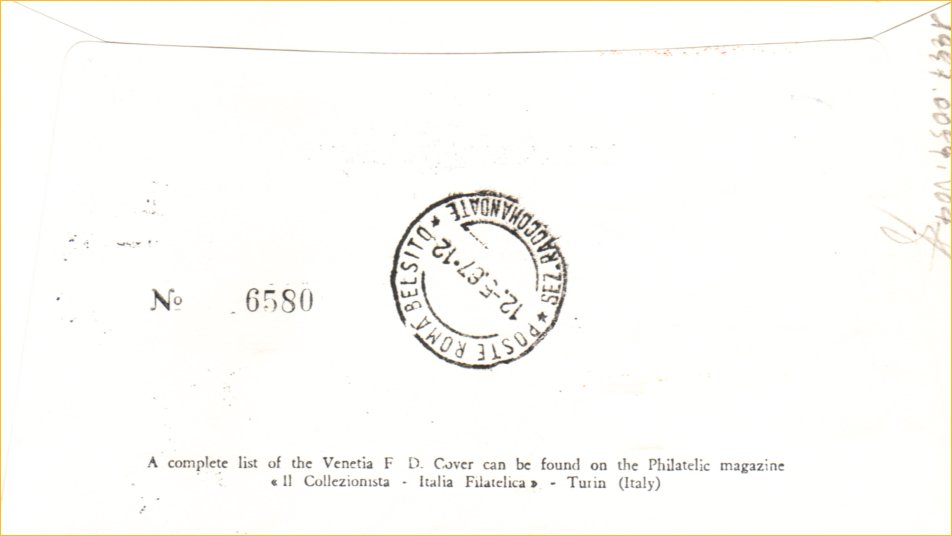 No 6580
POSTE ROMA BELSITO * SEZ. RACCOMANDATE *
12.-5.67.12
A complete list of the Venetia F D. Cover can be found on the Philatelic magazine
« Il Collezionista - Italia Filatelica » - Turin (Italy)